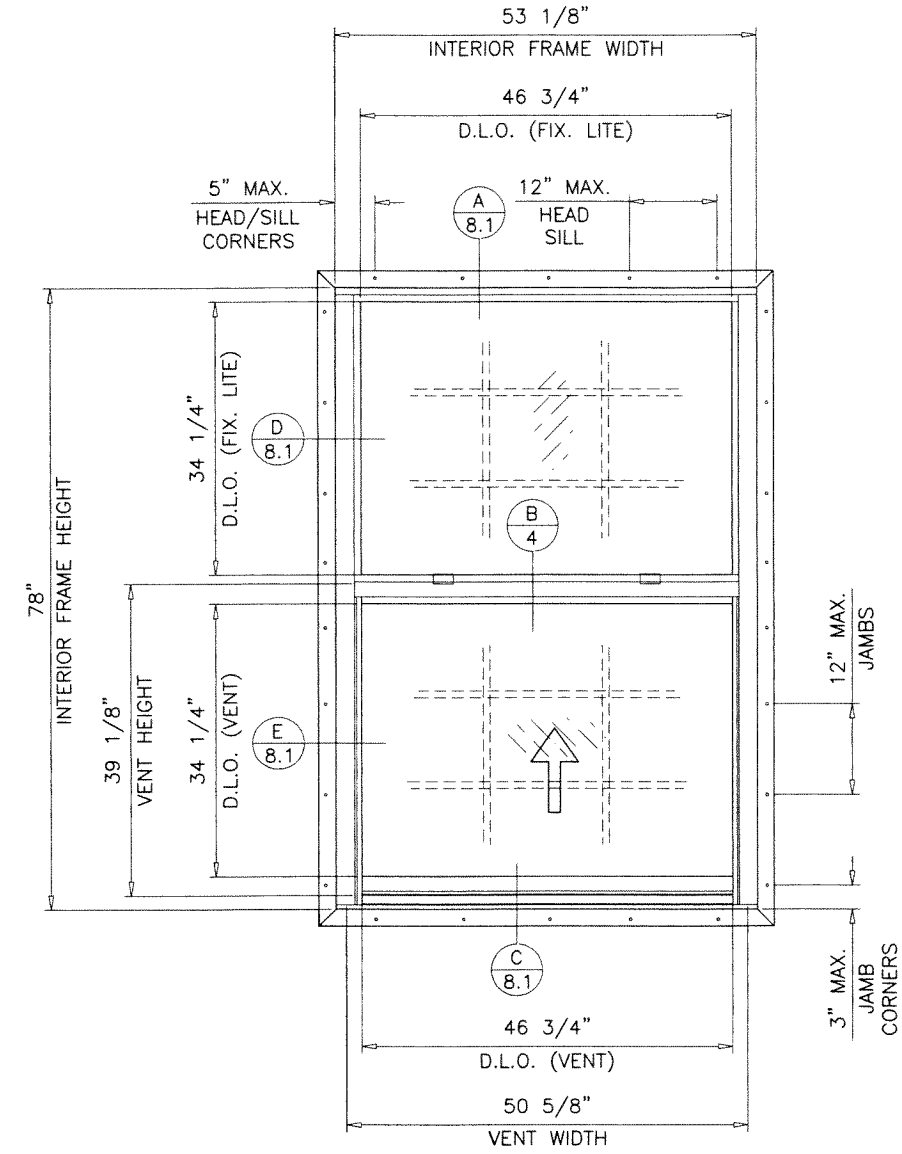 53 1/8"
INTERIOR FRAME WIDTH
46 3/4"
D.L.O. (FIX. LITE)
5" MAX.
HEAD/SILL
CORNERS
A
8.1
12" MAX.
HEAD
SILL
78"
INTERIOR FRAME HEIGHT
34 1/4"
D.L.O. (FIX. LITE)
D
8.1
B
4
39 1/8"
VENT HEIGHT
34 1/4"
D.L.O. (VENT)
E
8.1
12" MAX.
JAMBS
C
8.1
3" MAX.
JAMB
CORNERS
46 3/4"
D.L.O. (VENT)
50 5/8"
VENT WIDTH